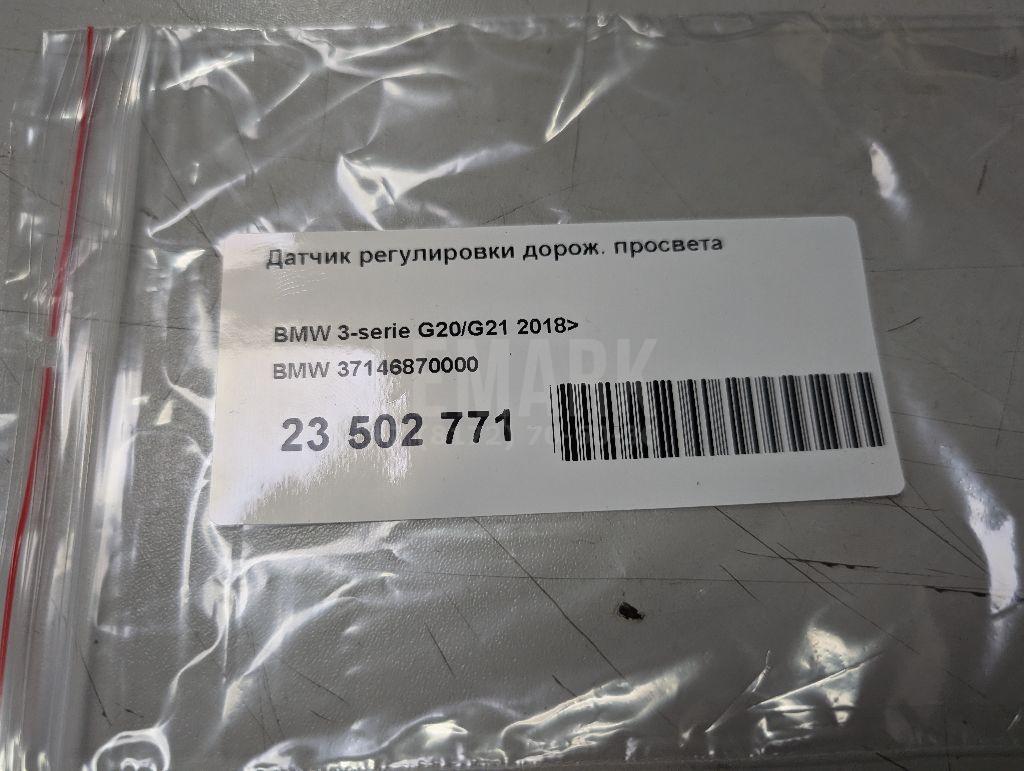 Датчик регулировки дорож. просвета
BMW 3-serie G20/G21 2018>
BMW 37146870000
23 502 771